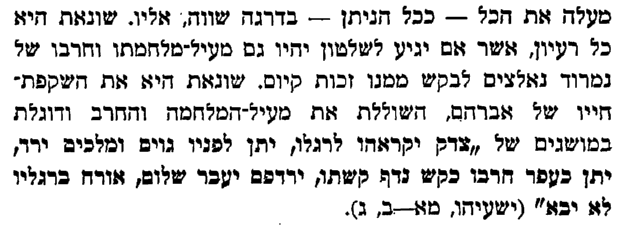 מעלה את הכל — ככל הניתן — בדרגה שווה, אליו. שונאת היא
כל רעיון, אשר אם יגיע לשלטון יהיו גם מעיל־מלחמתו וחרבו של
נמרוד נאלצים לבקש ממנו זכות קיום. שונאת היא את השקפת־
חייו של אברהם, השוללת את מעיל־המלחמה והחרב ודוגלת
במושגים של „צדק יקראהו לרגלו, יתן לפניו גוים ומלכים ירד,
יתן כעפר חרבו כקש נדף קשתו, ירדפם יעבר שלום, אורח ברגליו
לא יבא" (ישעיהו, מא—ב, ג).